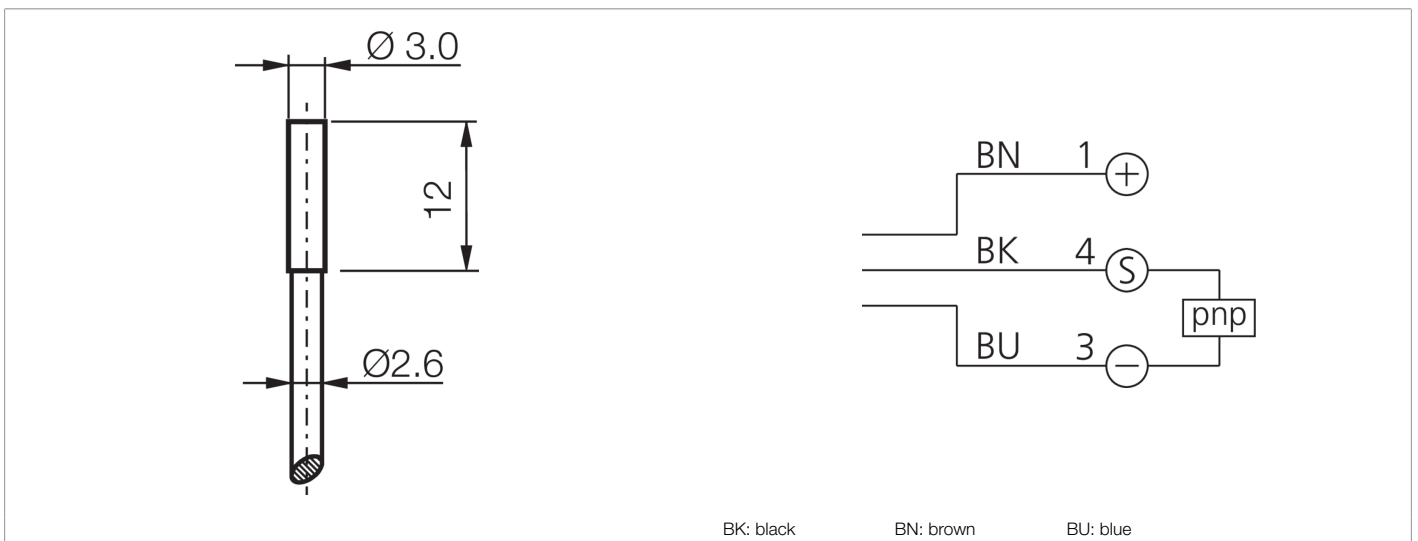 Ø 3.0
12
Ø2.6
BN 1 +
BK 4 S
pnp
BU 3 −
BK: black BN: brown BU: blue